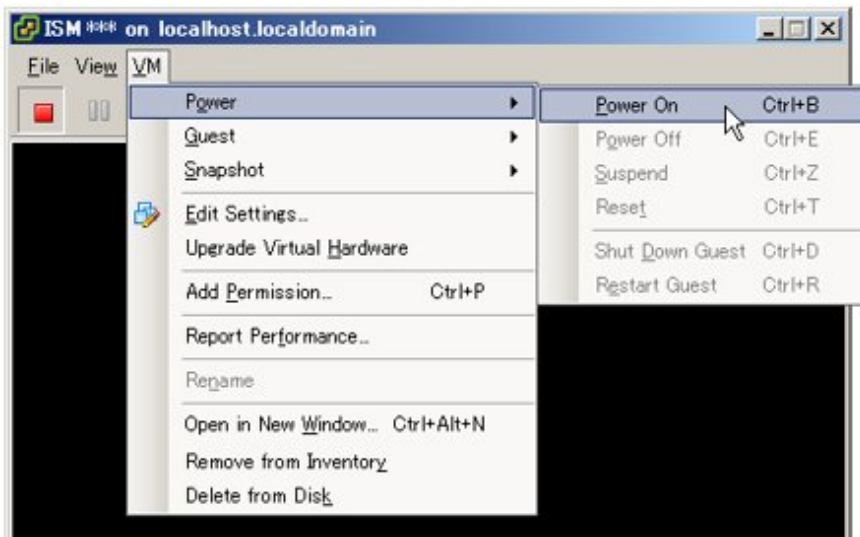 ISM *** on localhost.localdomain
File View VM
Power
Guest
Snapshot
Edit Settings...
Upgrade Virtual Hardware
Add Permission... Ctrl+P
Report Performance...
Rename
Open in New Window... Ctrl+Alt+N
Remove from Inventory
Delete from Disk
Power On Ctrl+B
Power Off Ctrl+E
Suspend Ctrl+Z
Reset Ctrl+T
Shut Down Guest Ctrl+D
Restart Guest Ctrl+R